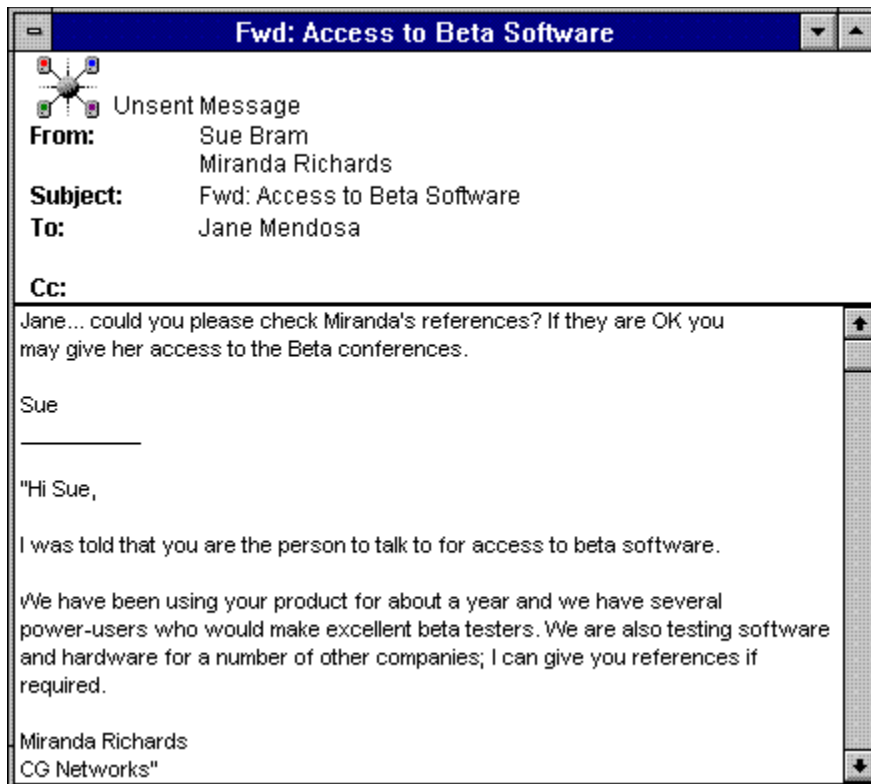 Fwd: Access to Beta Software
Unsent Message
From: Sue Bram
Miranda Richards
Subject: Fwd: Access to Beta Software
To: Jane Mendosa
Cc:
Jane... could you please check Miranda's references? If they are OK you
may give her access to the Beta conferences.
Sue
"Hi Sue,
I was told that you are the person to talk to for access to beta software.
We have been using your product for about a year and we have several
power-users who would make excellent beta testers. We are also testing software
and hardware for a number of other companies; I can give you references if
required.
Miranda Richards
CG Networks"